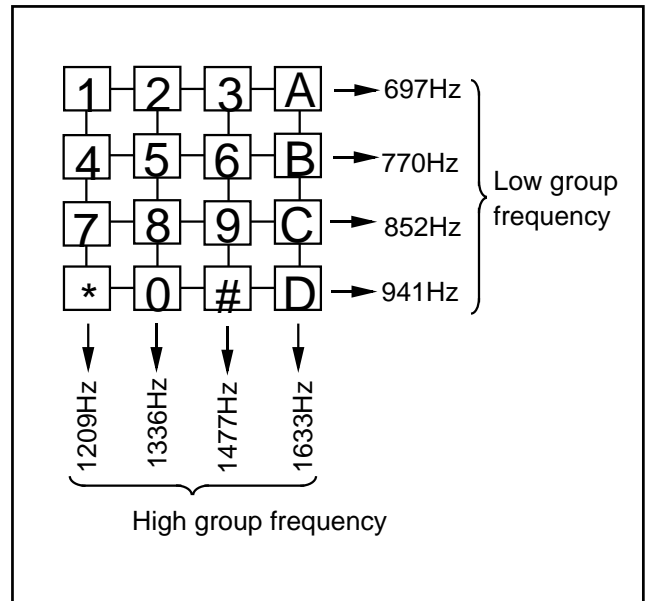 1 2 3 A 697Hz
4 5 6 B 770Hz
Low group
frequency
7 8 9 C 852Hz
* 0 # D 941Hz
1209Hz 1336Hz 1477Hz 1633Hz
High group frequency